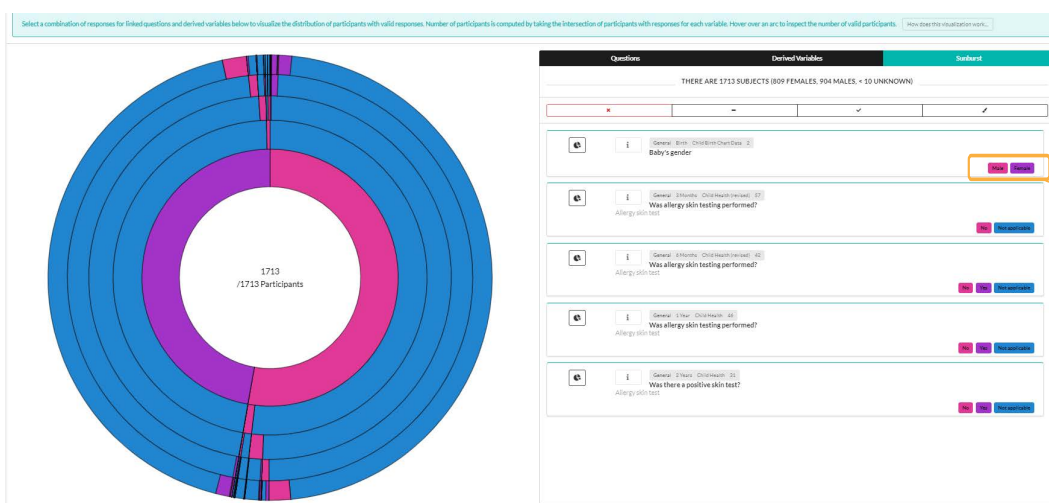 Select a combination of responses for linked questions and derived variables below to visualize the distribution of participants with valid responses. Number of participants is computed by taking the intersection of participants with responses for each variable. Hover over an arc to inspect the number of valid participants. How does this visualization work...
Questions Derived Variables Sunburst
THERE ARE 1713 SUBJECTS (809 FEMALES, 904 MALES, < 10 UNKNOWN)
General Birth Child Birth Chart Data 2
Baby's gender
Male Female
General 3 Months Child Health (revised) 57
Was allergy skin testing performed?
Allergy skin test
No Not applicable
General 6 Months Child Health (revised) 42
Was allergy skin testing performed?
Allergy skin test
No Yes Not applicable
General 1 Year Child Health 36
Was allergy skin testing performed?
Allergy skin test
No Yes Not applicable
General 2 Years Child Health 31
Was there a positive skin test?
Allergy skin test
No Yes Not applicable
1713
/1713 Participants